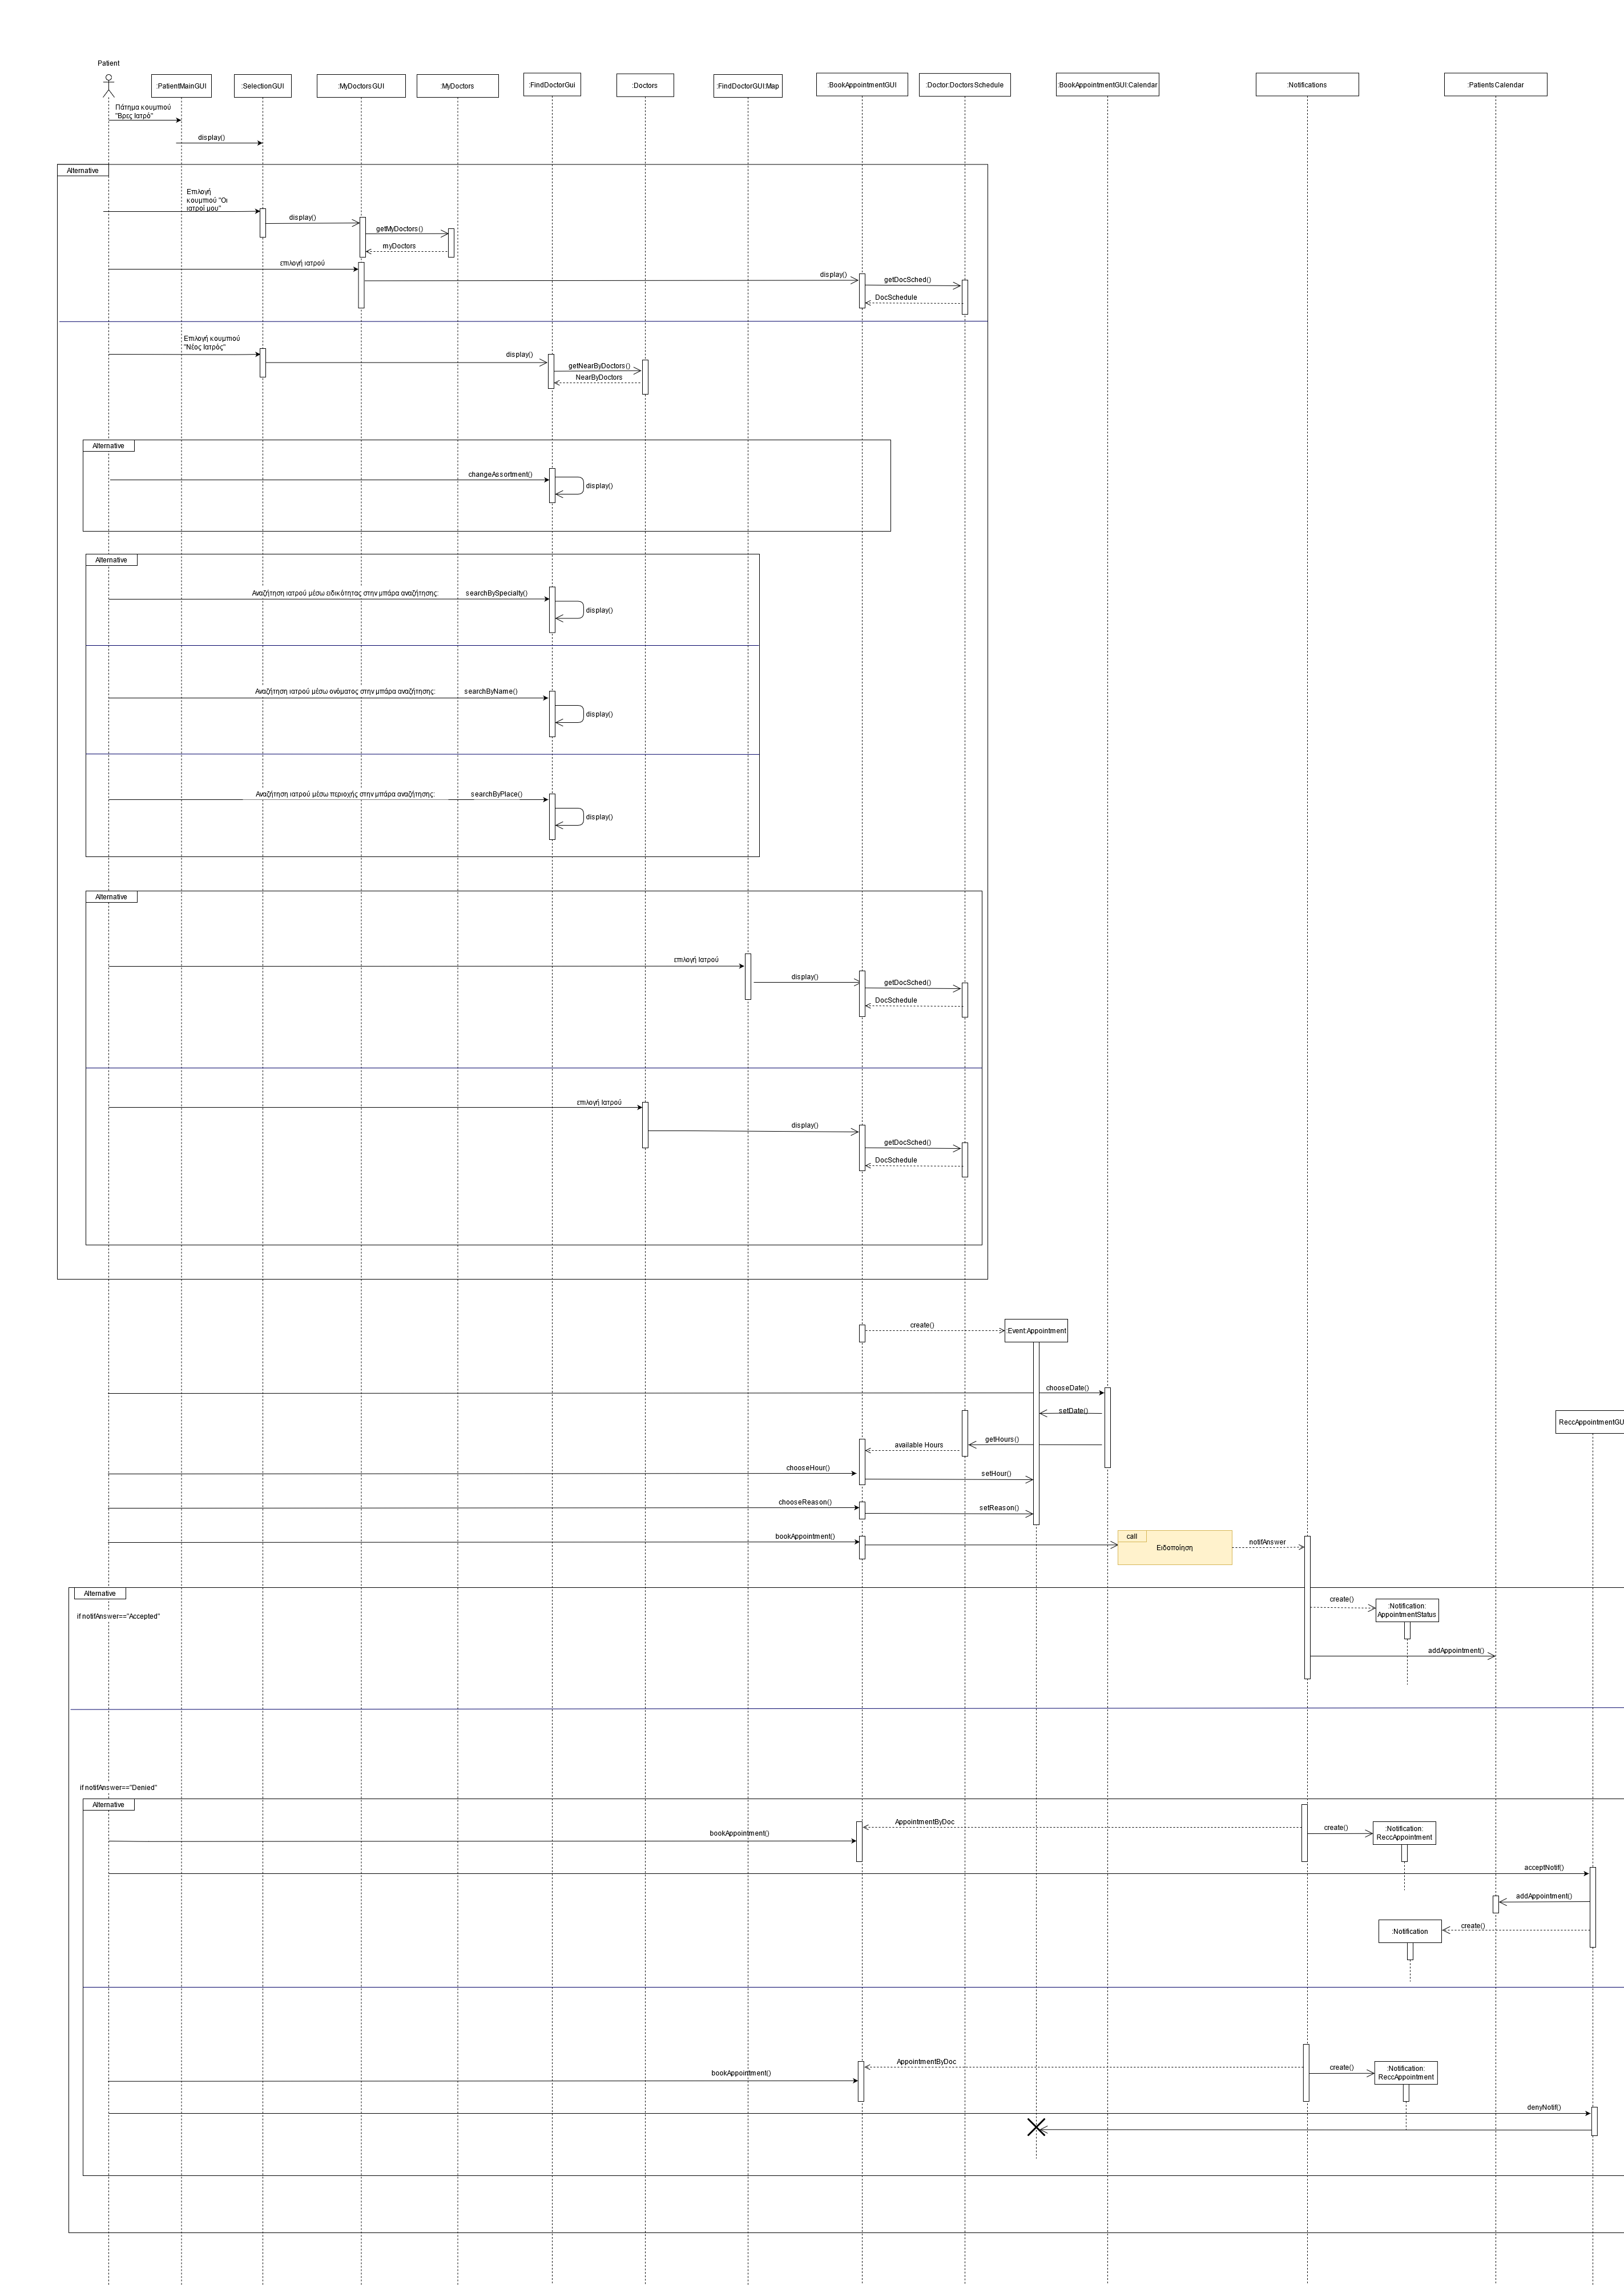 Patient
:PatientMainGUI
:SelectionGUI
:MyDoctorsGUI
:MyDoctors
:FindDoctorGui
:Doctors
:FindDoctorGUI:Map
:BookAppointmentGUI
:Doctor:DoctorsSchedule
:BookAppointmentGUI:Calendar
:Notifications
:PatientsCalendar
Πάτημα κουμπιού
"Βρες Ιατρό"
display()
Alternative
Επιλογή
κουμπιού "Οι
ιατροί μου"
display()
getMyDoctors()
myDoctors
επιλογή ιατρού
display()
getDocSched()
DocSchedule
Επιλογή κουμπιού
"Νέος Ιατρός"
display()
getNearByDoctors()
NearByDoctors
Alternative
changeAssortment()
display()
Alternative
Αναζήτηση ιατρού μέσω ειδικότητας στην μπάρα αναζήτησης:
searchBySpecialty()
display()
Αναζήτηση ιατρού μέσω ονόματος στην μπάρα αναζήτησης:
searchByName()
display()
Αναζήτηση ιατρού μέσω περιοχής στην μπάρα αναζήτησης:
searchByPlace()
display()
Alternative
επιλογή Ιατρού
display()
getDocSched()
DocSchedule
επιλογή Ιατρού
display()
getDocSched()
DocSchedule
create()
Event:Appointment
chooseDate()
setDate()
ReccAppointmentGU
getHours()
available Hours
chooseHour()
setHour()
chooseReason()
setReason()
bookAppointment()
call
Ειδοποίηση
notifAnswer
Alternative
if notifAnswer=="Accepted"
create()
:Notification:
AppointmentStatus
addAppointment()
if notifAnswer=="Denied"
Alternative
AppointmentByDoc
bookAppointment()
create()
:Notification:
ReccAppointment
acceptNotif()
addAppointment()
create()
:Notification
AppointmentByDoc
bookAppointment()
create()
:Notification:
ReccAppointment
denyNotif()